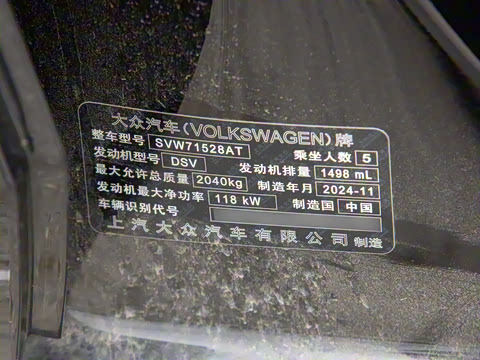 大众汽车(VOLKSWAGEN)牌
整车型号 SVW71528AT 乘坐人数 5
发动机型号 DSV 发动机排量 1498 mL
最大允许总质量 2040kg 制造年月 2024-11
发动机最大净功率 118 kW 制造国 中国
车辆识别代号
上汽大众汽车有限公司 制造